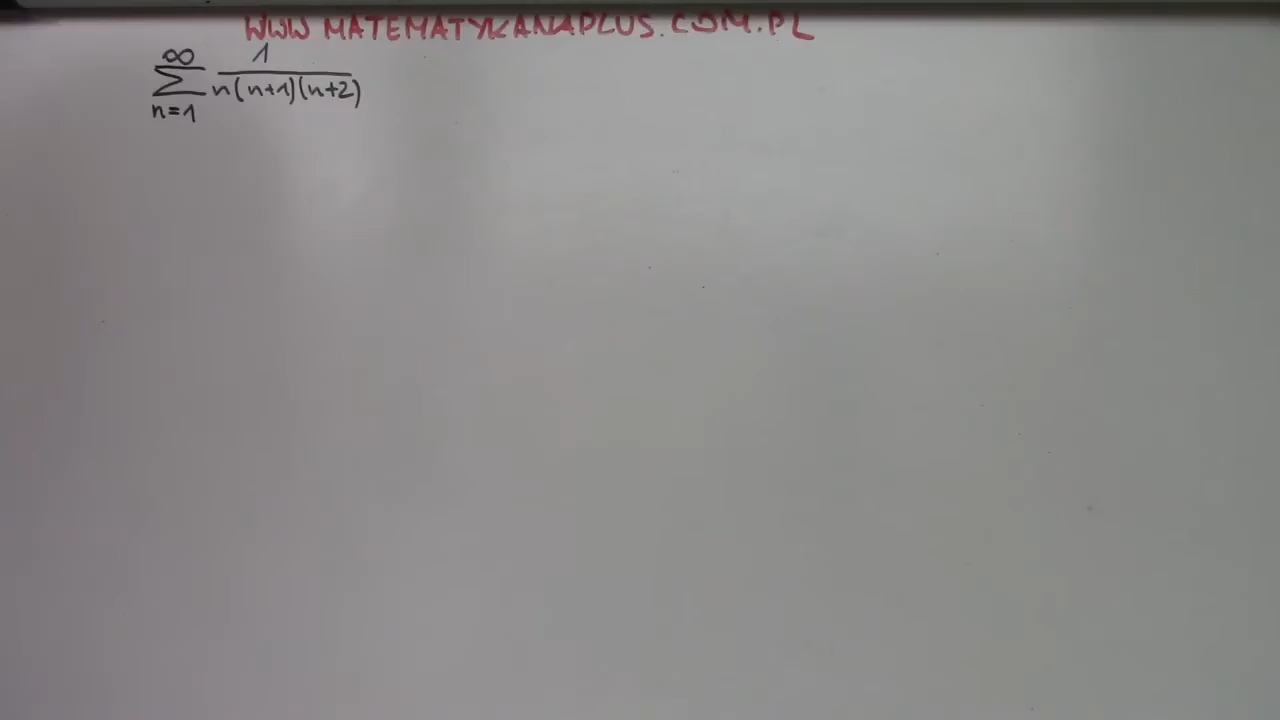 WWW MATEMATYKANAPLUS.COM.PL
∞ 1
∑ n(n+1)(n+2)
n=1